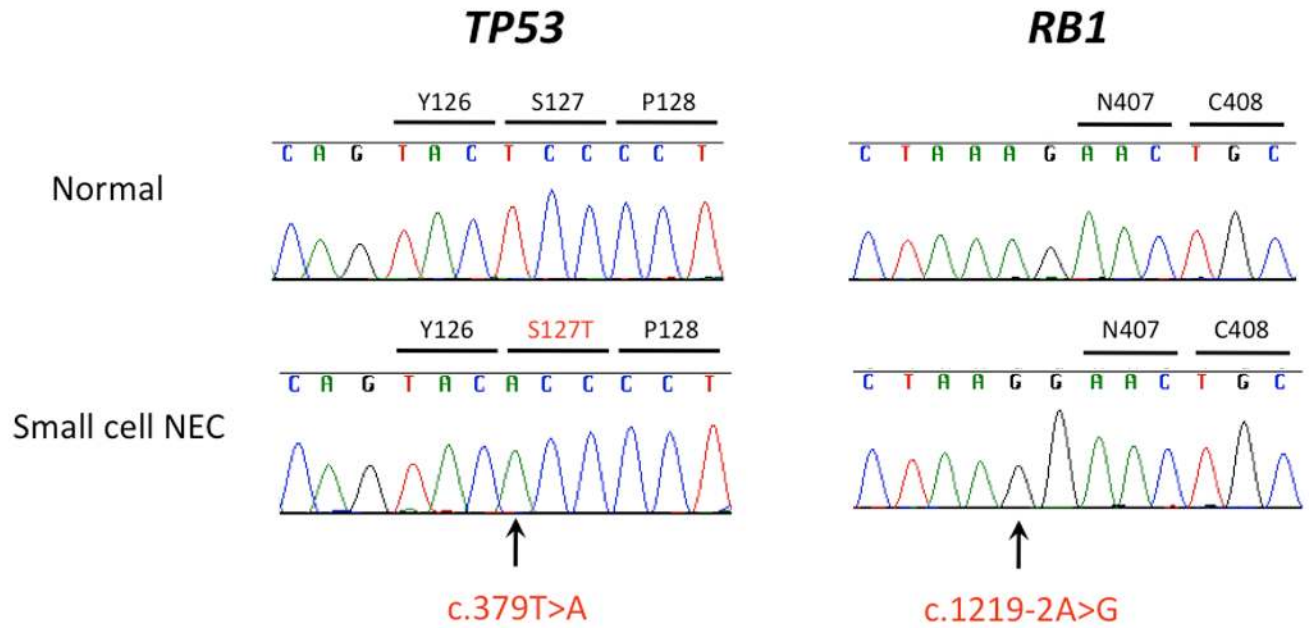 TP53 RB1
Y126 S127 P128 N407 C408
C A G T A C T C C C C T C T A A A G A A C T G C
Normal
Y126 S127T P128 N407 C408
C A G T A C A C C C C T C T A A G G A A C T G C
Small cell NEC
c.379T>A c.1219-2A>G